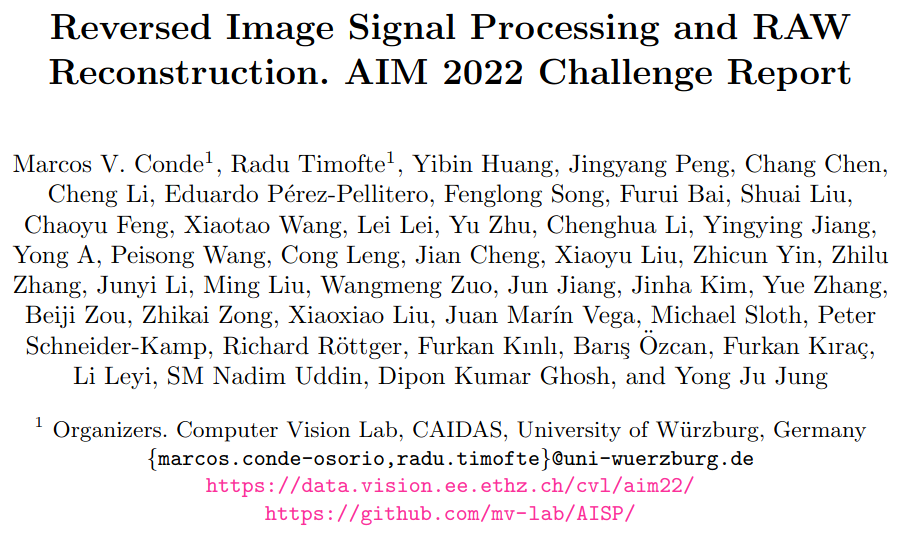 Reversed Image Signal Processing and RAW
Reconstruction. AIM 2022 Challenge Report
Marcos V. Conde¹, Radu Timofte¹, Yibin Huang, Jingyang Peng, Chang Chen,
Cheng Li, Eduardo Pérez-Pellitero, Fenglong Song, Furui Bai, Shuai Liu,
Chaoyu Feng, Xiaotao Wang, Lei Lei, Yu Zhu, Chenghua Li, Yingying Jiang,
Yong A, Peisong Wang, Cong Leng, Jian Cheng, Xiaoyu Liu, Zhicun Yin, Zhilu
Zhang, Junyi Li, Ming Liu, Wangmeng Zuo, Jun Jiang, Jinha Kim, Yue Zhang,
Beiji Zou, Zhikai Zong, Xiaoxiao Liu, Juan Marín Vega, Michael Sloth, Peter
Schneider-Kamp, Richard Röttger, Furkan Kınlı, Barış Özcan, Furkan Kıraç,
Li Leyi, SM Nadim Uddin, Dipon Kumar Ghosh, and Yong Ju Jung
¹ Organizers. Computer Vision Lab, CAIDAS, University of Würzburg, Germany
{marcos.conde-osorio,radu.timofte}@uni-wuerzburg.de
https://data.vision.ee.ethz.ch/cvl/aim22/
https://github.com/mv-lab/AISP/